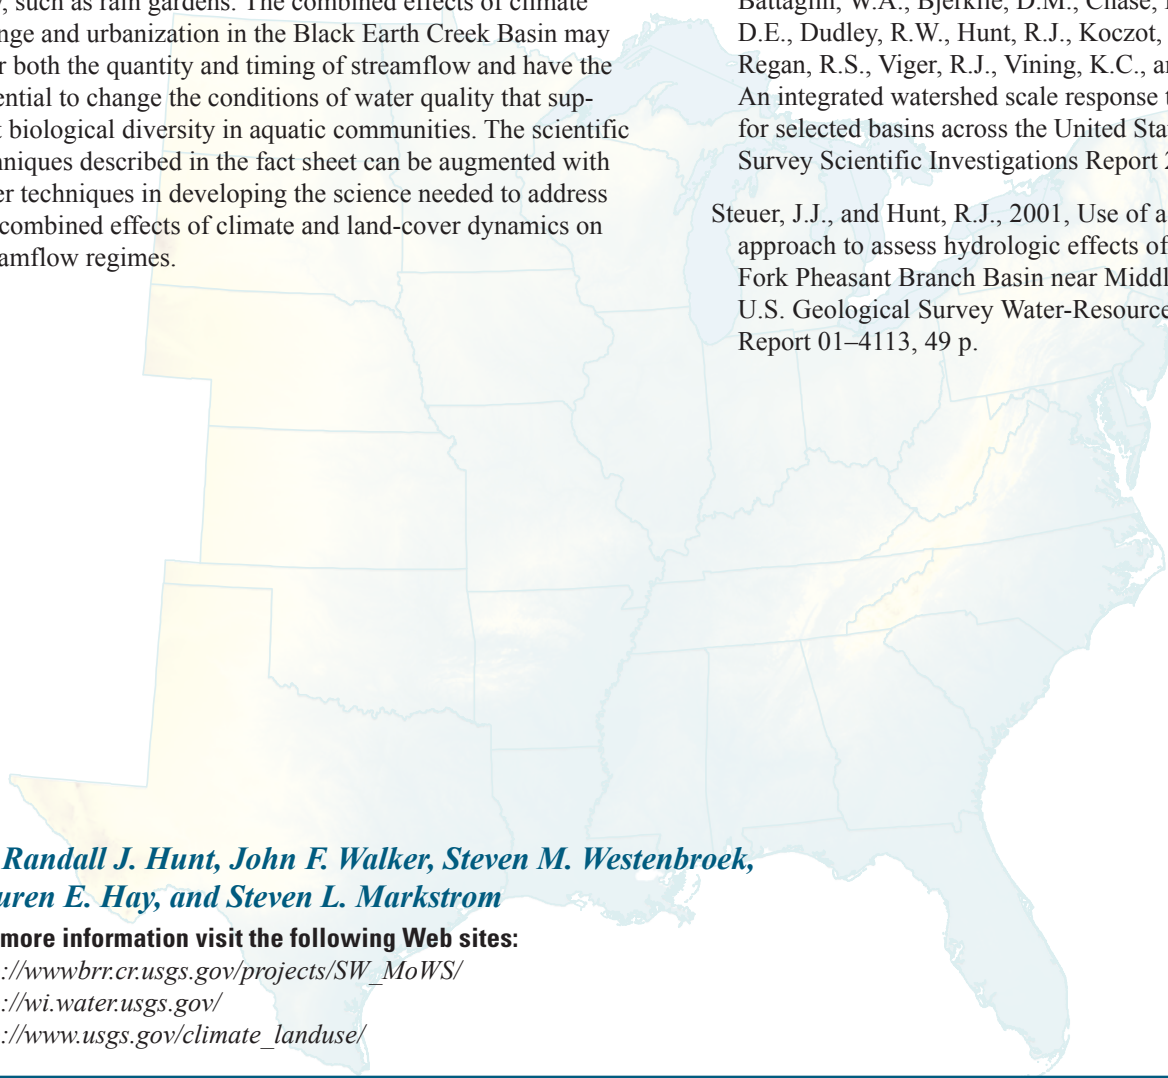 , such as rain gardens. The combined effects of climate
nge and urbanization in the Black Earth Creek Basin may
r both the quantity and timing of streamflow and have the
ential to change the conditions of water quality that sup-
t biological diversity in aquatic communities. The scientific
hniques described in the fact sheet can be augmented with
er techniques in developing the science needed to address
combined effects of climate and land-cover dynamics on
eamflow regimes.
Battaglin, W.A., Bjerklie, D.M., Chase,
D.E., Dudley, R.W., Hunt, R.J., Koczot,
Regan, R.S., Viger, R.J., Vining, K.C., an
An integrated watershed scale response t
for selected basins across the United Sta
Survey Scientific Investigations Report 2
Steuer, J.J., and Hunt, R.J., 2001, Use of a
approach to assess hydrologic effects of
Fork Pheasant Branch Basin near Middl
U.S. Geological Survey Water-Resource
Report 01–4113, 49 p.
Randall J. Hunt, John F. Walker, Steven M. Westenbroek,
uren E. Hay, and Steven L. Markstrom
more information visit the following Web sites:
://wwwbrr.cr.usgs.gov/projects/SW_MoWS/
://wi.water.usgs.gov/
://www.usgs.gov/climate_landuse/